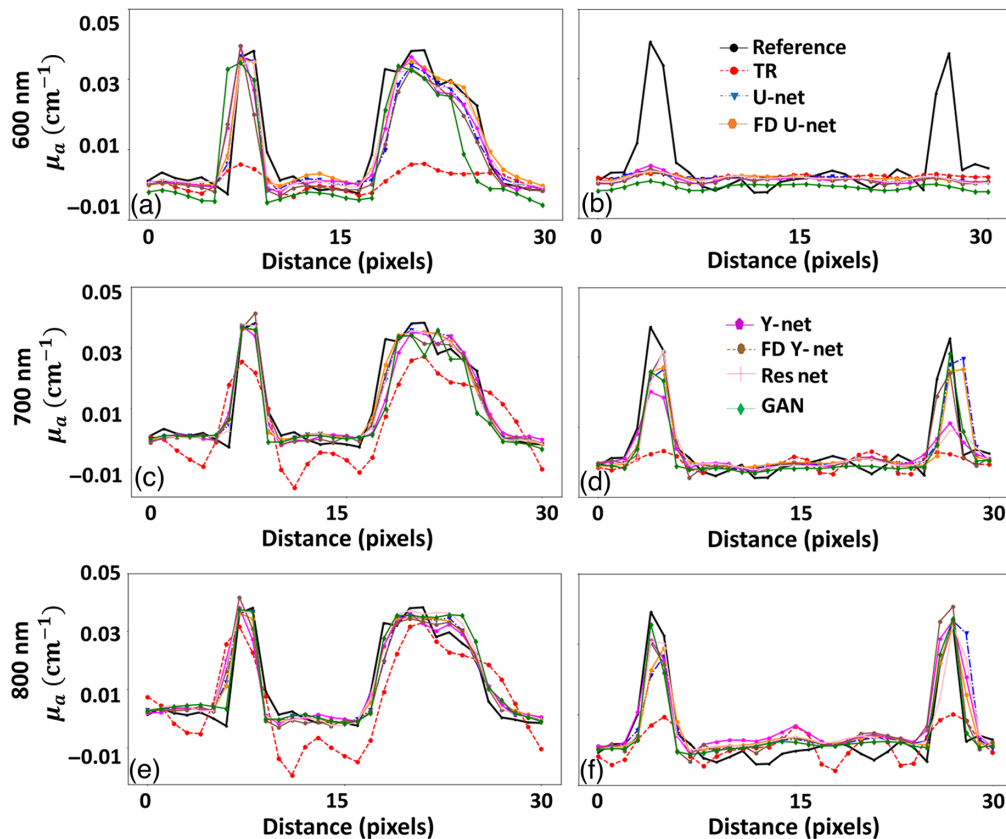 0.05
0.03
0.01
−0.01
600 nm
μa (cm−1)
(a)
0
15
30
Distance (pixels)
Reference
TR
U-net
FD U-net
(b)
0
15
30
Distance (pixels)
0.05
0.03
0.01
−0.01
700 nm
μa (cm−1)
(c)
0
15
30
Distance (pixels)
Y-net
FD Y-net
Res net
GAN
(d)
0
15
30
Distance (pixels)
0.05
0.03
0.01
−0.01
800 nm
μa (cm−1)
(e)
0
15
30
Distance (pixels)
(f)
0
15
30
Distance (pixels)